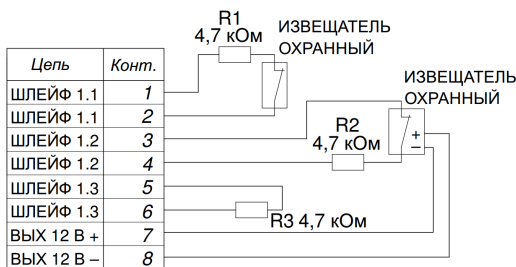 R1
4,7 кОм
ИЗВЕЩАТЕЛЬ
ОХРАННЫЙ
ИЗВЕЩАТЕЛЬ
ОХРАННЫЙ
Цепь Конт.
ШЛЕЙФ 1.1 1
ШЛЕЙФ 1.1 2
ШЛЕЙФ 1.2 3
R2
4,7 кОм
+
–
ШЛЕЙФ 1.2 4
ШЛЕЙФ 1.3 5
ШЛЕЙФ 1.3 6
R3 4,7 кОм
ВЫХ 12 В + 7
ВЫХ 12 В – 8